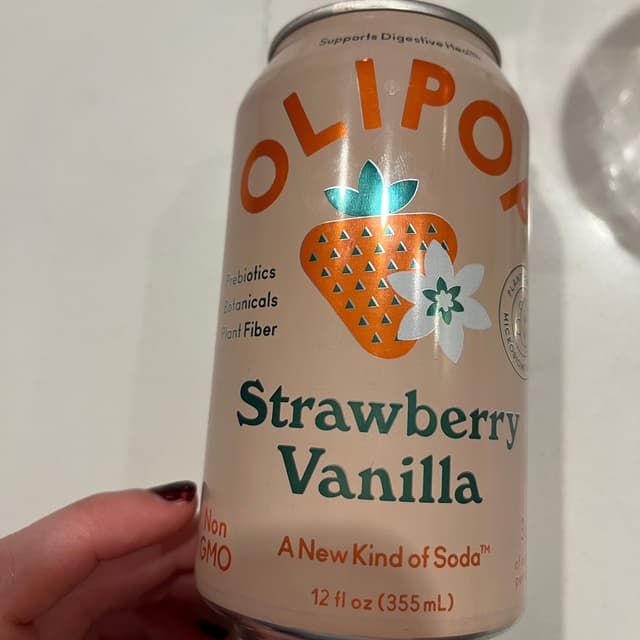 Supports Digestive Health
OLIPOP
Prebiotics
Botanicals
Plant Fiber
Strawberry
Vanilla
Non
GMO
A New Kind of Soda™
12 fl oz (355 mL)